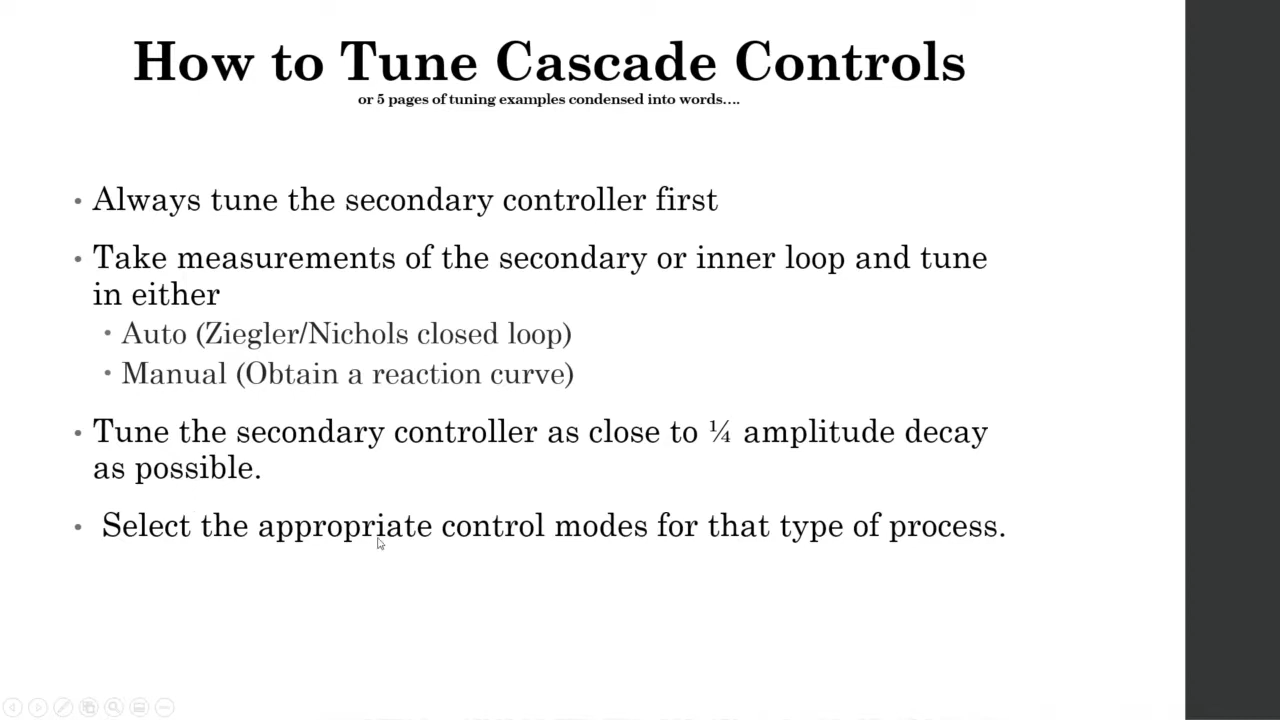 How to Tune Cascade Controls
or 5 pages of tuning examples condensed into words….
• Always tune the secondary controller first
• Take measurements of the secondary or inner loop and tune
in either
• Auto (Ziegler/Nichols closed loop)
• Manual (Obtain a reaction curve)
• Tune the secondary controller as close to ¼ amplitude decay
as possible.
• Select the appropriate control modes for that type of process.